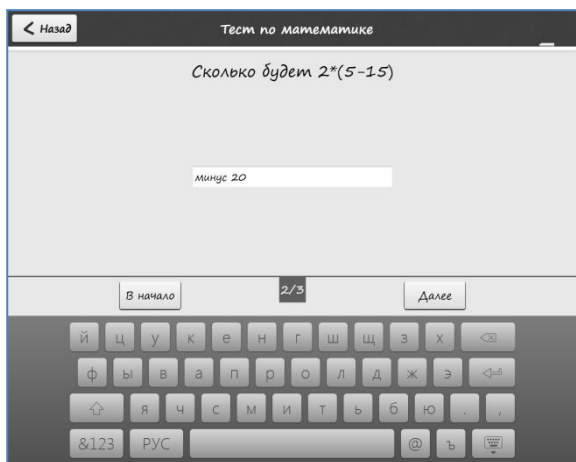 Назад
Тест по математике
Сколько будет 2*(5-15)
минус 20
В начало
2/3
Далее
й ц у к е н г ш щ з х
ф ы в а п р о л д ж э
я ч с м и т ь б ю . ,
&123 РУС @ ъ